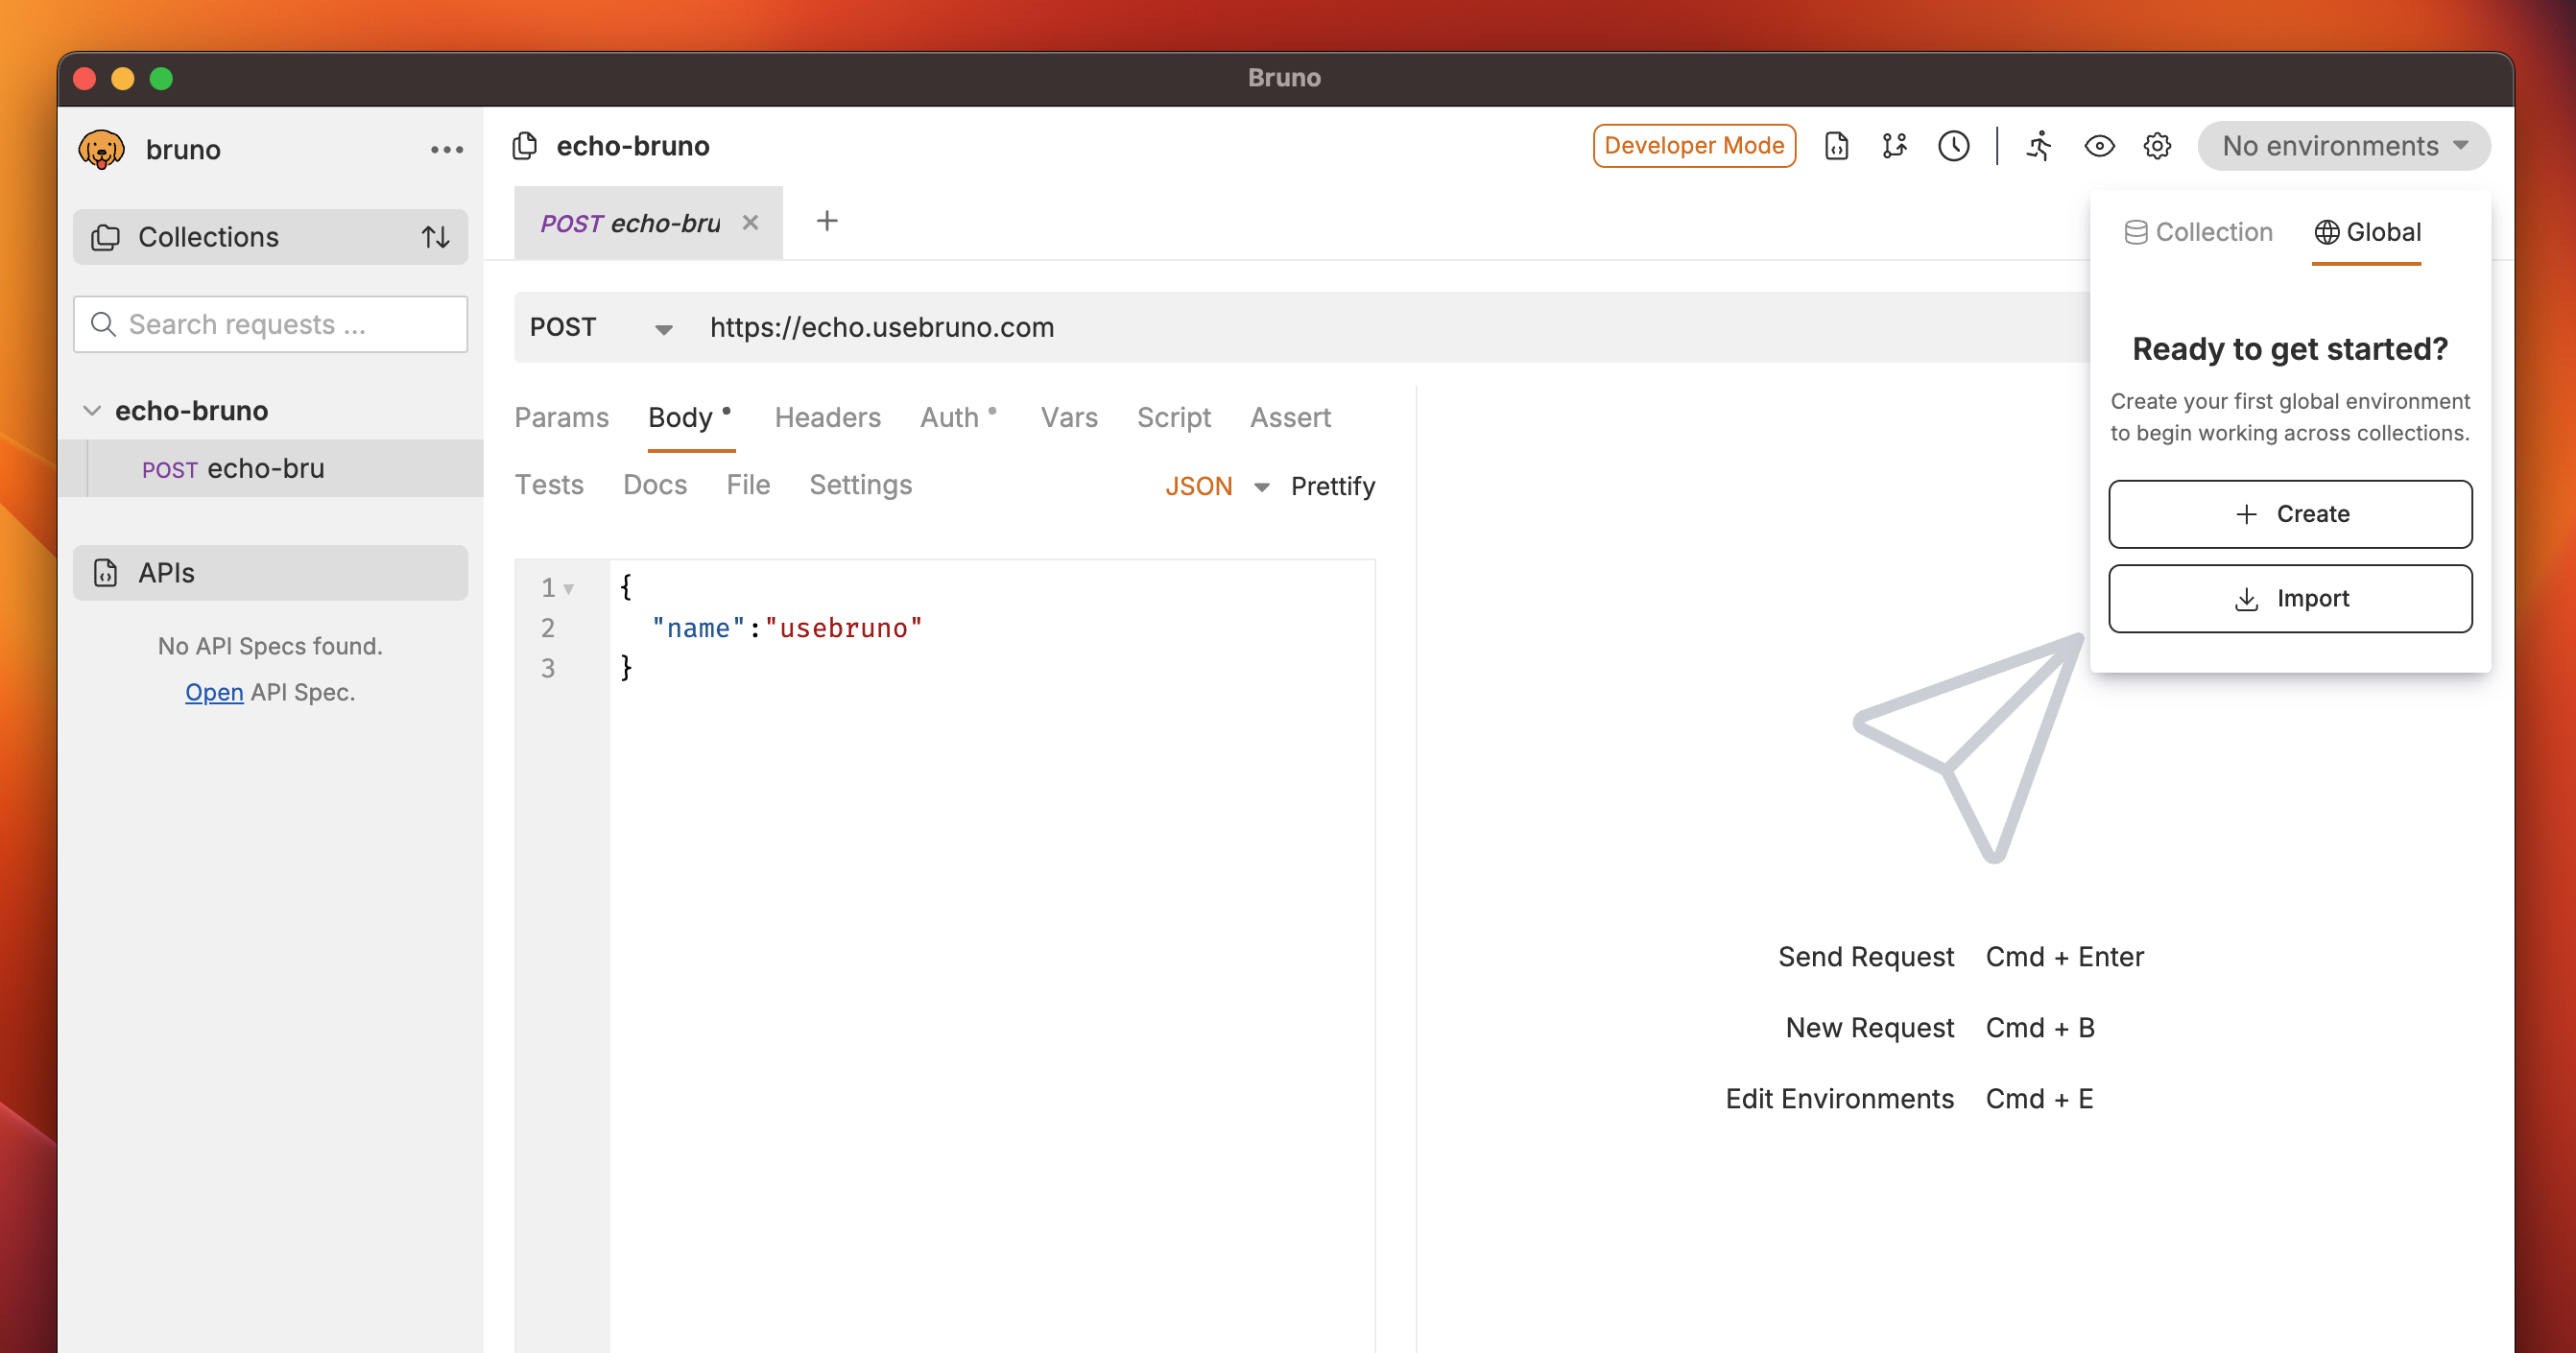 Bruno
bruno
Collections
Search requests ...
echo-bruno
POST echo-bru
APIs
No API Specs found.
Open API Spec.
echo-bruno
Developer Mode
No environments
POST echo-bru
POST https://echo.usebruno.com
Params Body Headers Auth Vars Script Assert
Tests Docs File Settings JSON Prettify
1 {
2 "name":"usebruno"
3 }
Collection Global
Ready to get started?
Create your first global environment
to begin working across collections.
Create
Import
Send Request Cmd + Enter
New Request Cmd + B
Edit Environments Cmd + E